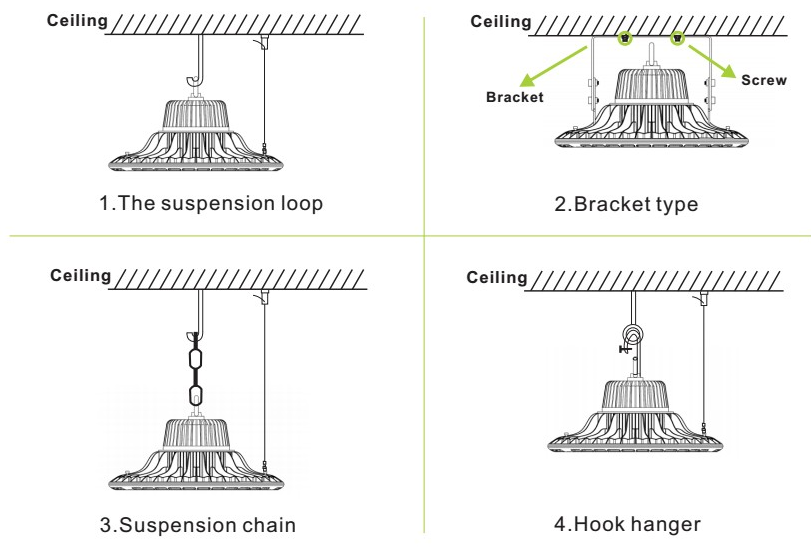 Ceiling
1.The suspension loop
Ceiling
Bracket
Screw
2.Bracket type
Ceiling
3.Suspension chain
Ceiling
4.Hook hanger